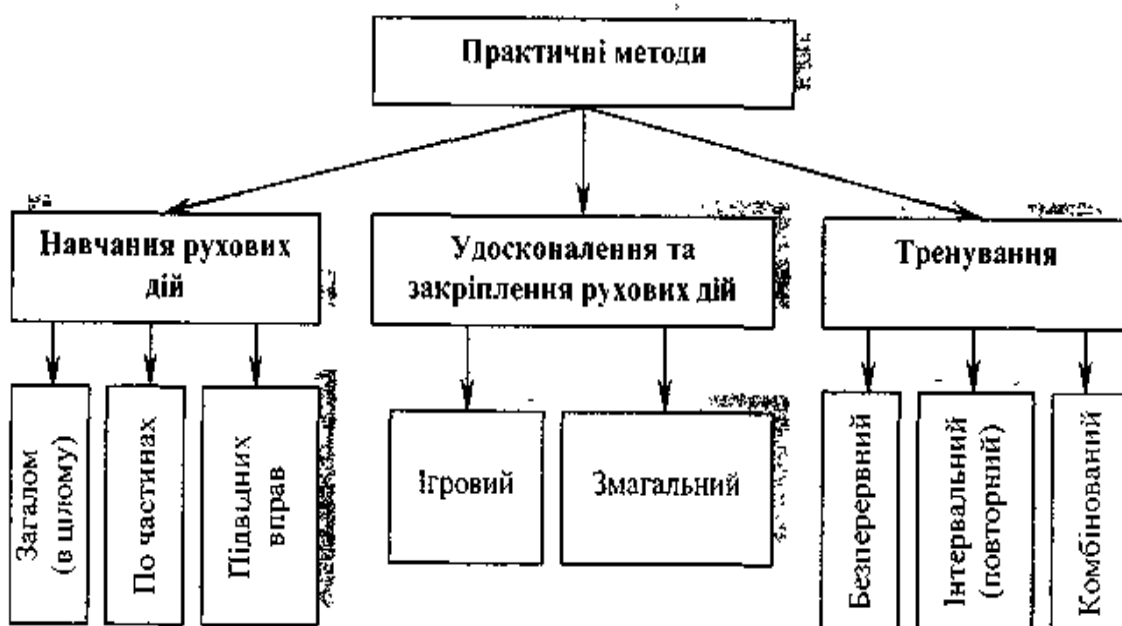 Практичні методи
Навчання рухових
дій
Удосконалення та
закріплення рухових дій
Тренування
Загалом
(в цілому)
По частинах
Підвідних
вправ
Ігровий
Змагальний
Безперервний
Інтервальний
(повторний)
Комбінований